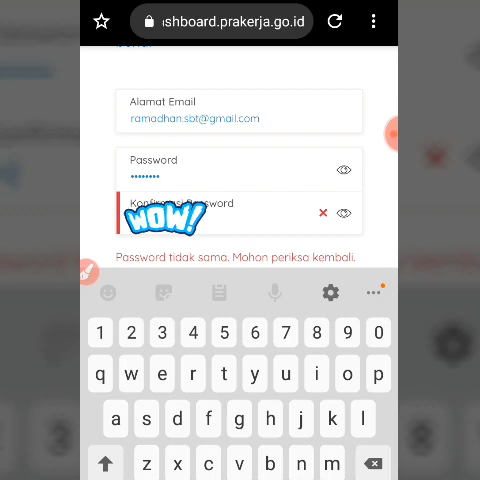 ıshboard.prakerja.go.id
Alamat Email
ramadhan.sbt@gmail.com
Password
Konfirmasi Password
WOW!
Password tidak sama. Mohon periksa kembali.
1 2 3 4 5 6 7 8 9 0
q w e r t y u i o p
a s d f g h j k l
z x c v b n m